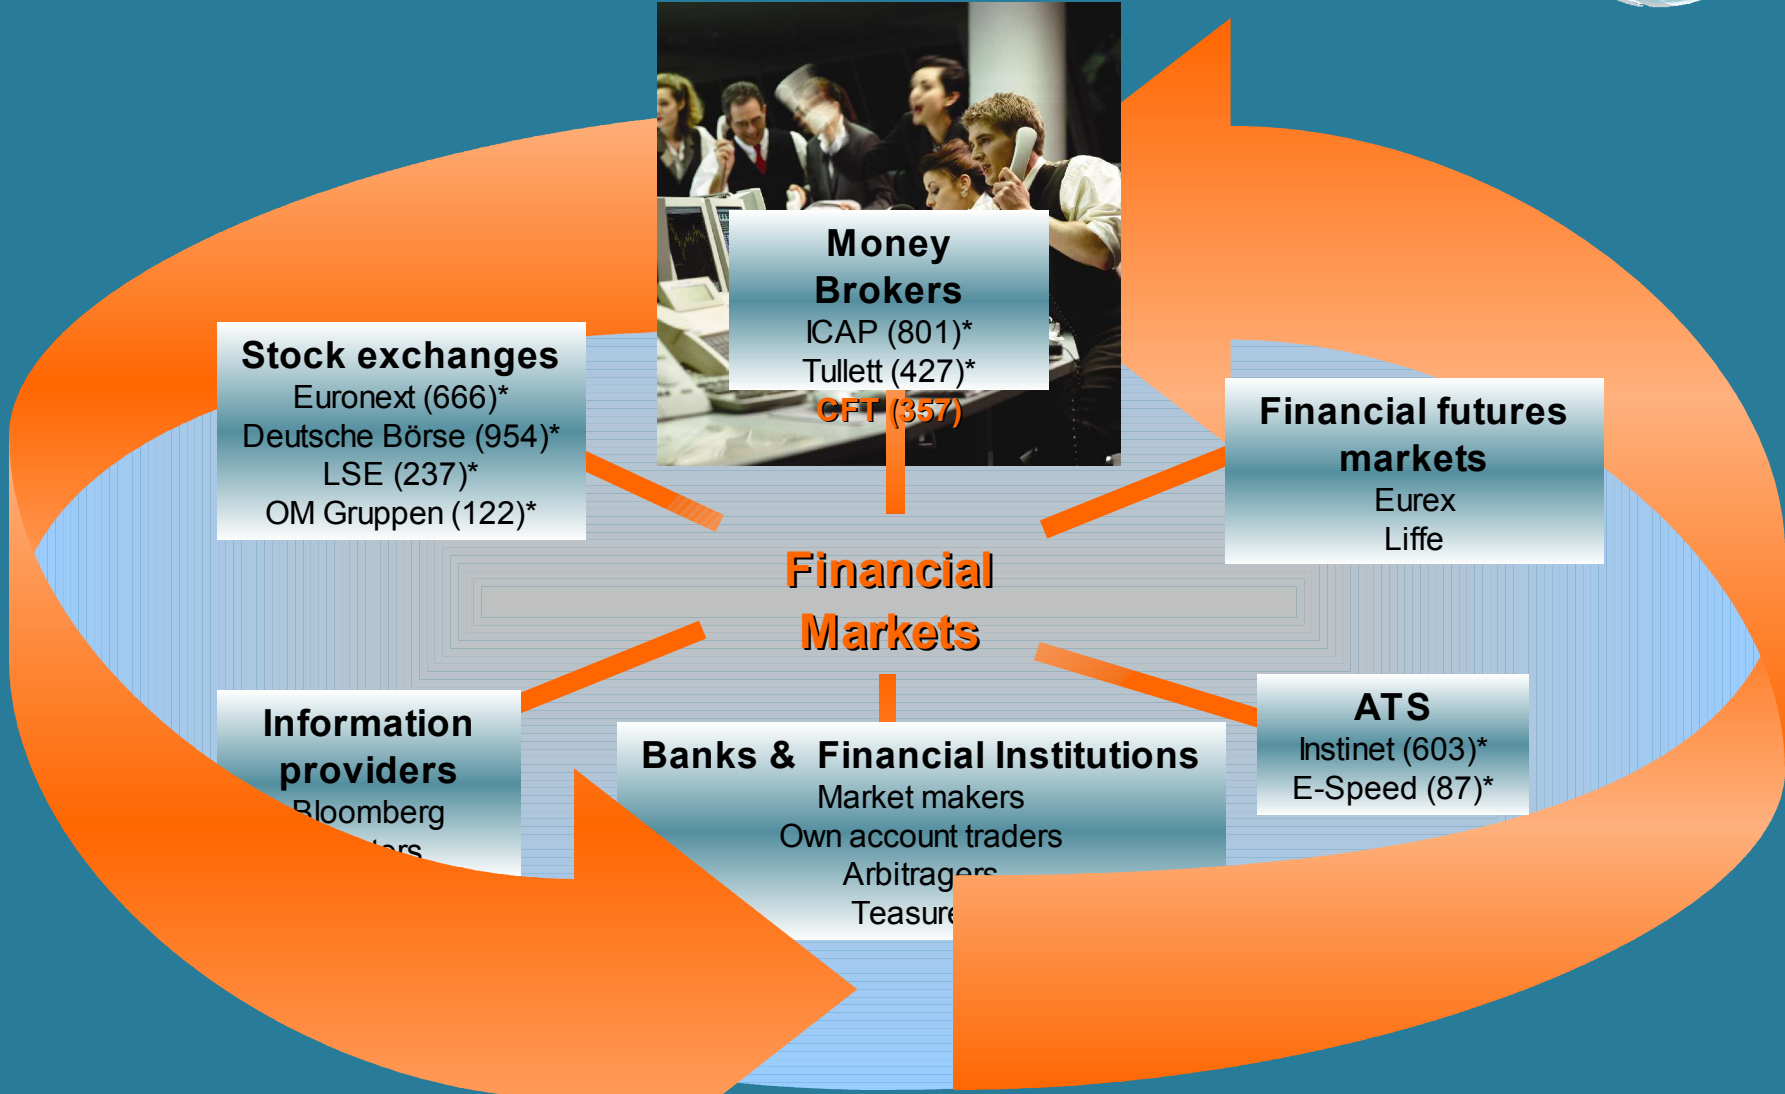 Money
Brokers
ICAP (801)*
Tullett (427)*
CFT (357)
Stock exchanges
Euronext (666)*
Deutsche Börse (954)*
LSE (237)*
OM Gruppen (122)*
Financial futures
markets
Eurex
Liffe
Financial
Markets
Information
providers
Bloomberg
ATS
Instinet (603)*
E-Speed (87)*
Banks & Financial Institutions
Market makers
Own account traders
Arbitragers